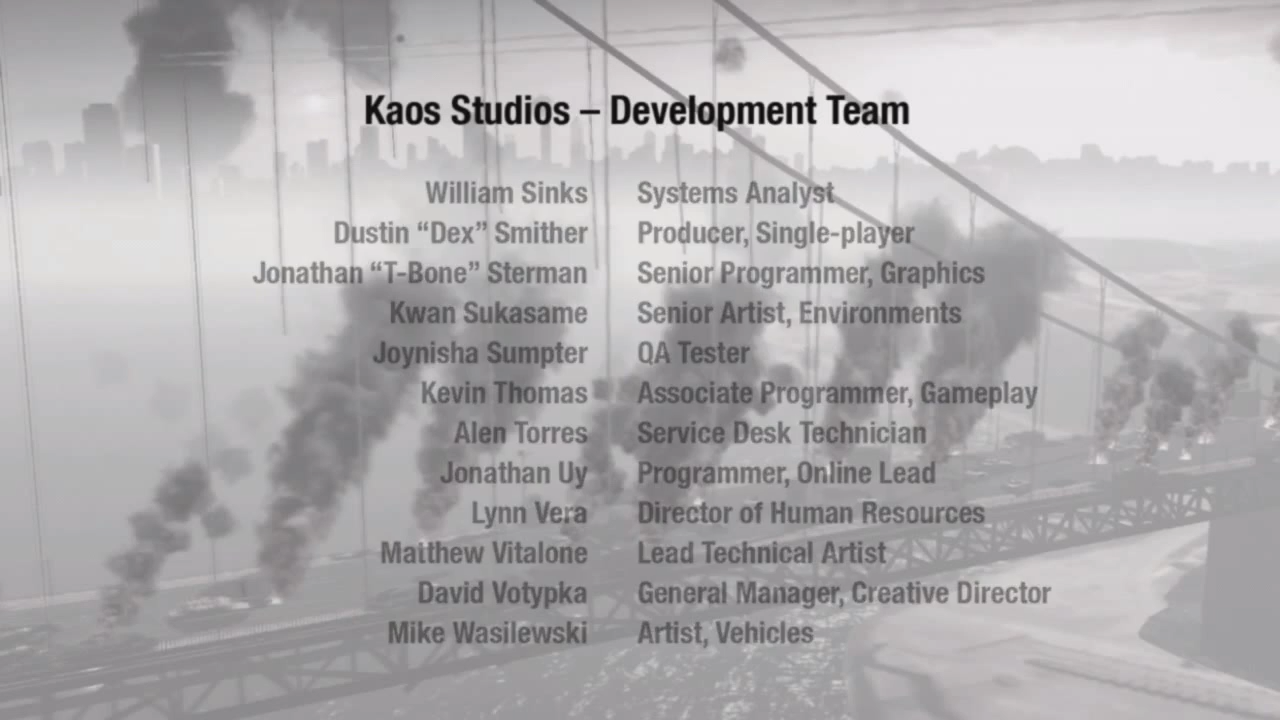 Kaos Studios – Development Team
William Sinks Systems Analyst
Dustin “Dex” Smither Producer, Single-player
Jonathan “T-Bone” Sterman Senior Programmer, Graphics
Kwan Sukasame Senior Artist, Environments
Joynisha Sumpter QA Tester
Kevin Thomas Associate Programmer, Gameplay
Alen Torres Service Desk Technician
Jonathan Uy Programmer, Online Lead
Lynn Vera Director of Human Resources
Matthew Vitalone Lead Technical Artist
David Votypka General Manager, Creative Director
Mike Wasilewski Artist, Vehicles